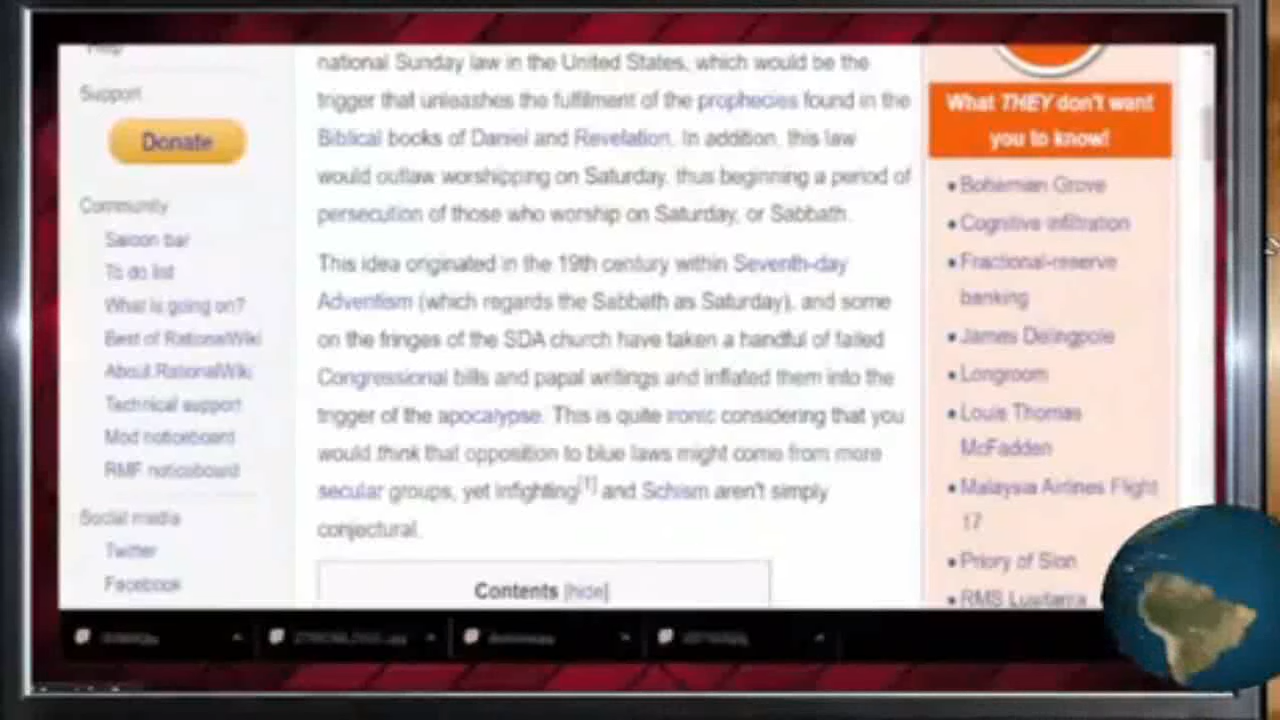 Help
Support
Donate
Community
Saloon bar
To do list
What is going on?
Best of RationalWiki
About RationalWiki
Technical support
Mod noticeboard
RMF noticeboard
Social media
Twitter
Facebook
national Sunday law in the United States, which would be the
trigger that unleashes the fulfillment of the prophecies found in the
Biblical books of Daniel and Revelation. In addition, this law
would outlaw worshipping on Saturday, thus beginning a period of
persecution of those who worship on Saturday, or Sabbath.
This idea originated in the 19th century within Seventh-day
Adventism (which regards the Sabbath as Saturday), and some
on the fringes of the SDA church have taken a handful of failed
Congressional bills and papal writings and inflated them into the
trigger of the apocalypse. This is quite ironic considering that you
would think that opposition to blue laws might come from more
secular groups, yet infighting[1] and Schism aren't simply
conjectural.
Contents [hide]
What THEY don't want
you to know!
Bohemian Grove
Cognitive infiltration
Fractional-reserve
banking
James Delingpole
Longroom
Louis Thomas
McFadden
Malaysia Airlines Flight
17
Priory of Sion
RMS Lusitania